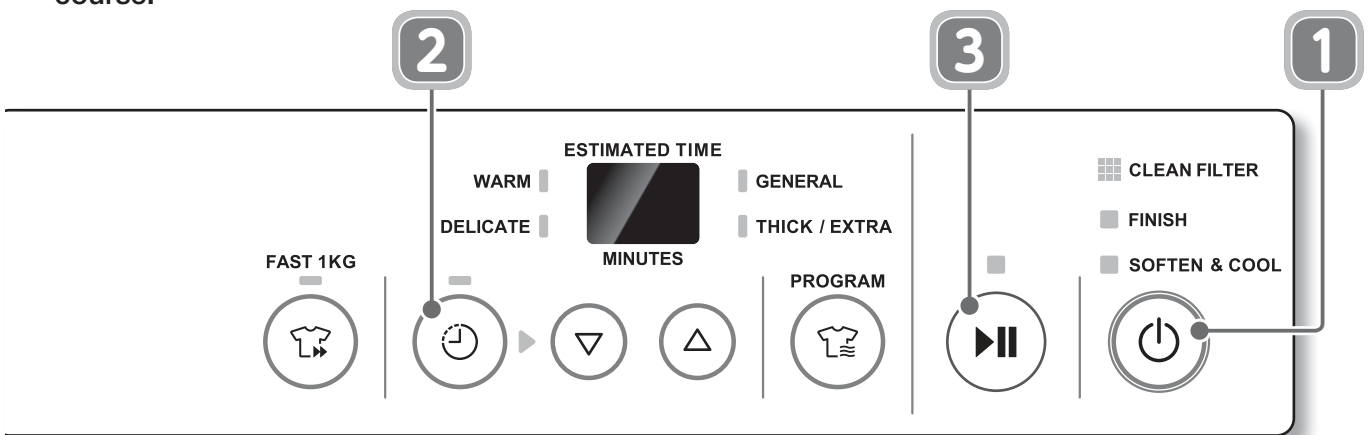 course.
2
3
1
ESTIMATED TIME
WARM
GENERAL
DELICATE
THICK / EXTRA
MINUTES
FAST 1KG
PROGRAM
CLEAN FILTER
FINISH
SOFTEN & COOL